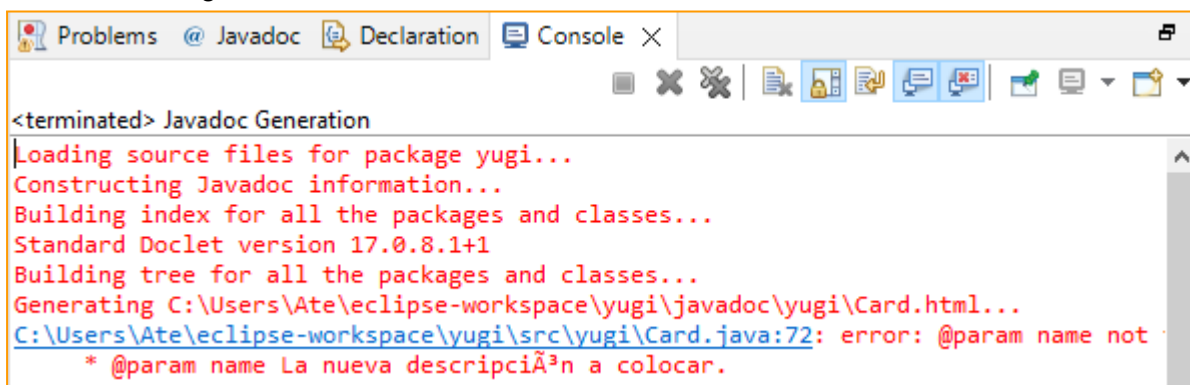 Problems @ Javadoc Declaration Console
<terminated> Javadoc Generation
Loading source files for package yugi...
Constructing Javadoc information...
Building index for all the packages and classes...
Standard Doclet version 17.0.8.1+1
Building tree for all the packages and classes...
Generating C:\Users\Ate\eclipse-workspace\yugi\javadoc\yugi\Card.html...
C:\Users\Ate\eclipse-workspace\yugi\src\yugi\Card.java:72: error: @param name not
* @param name La nueva descripciÃ³n a colocar.